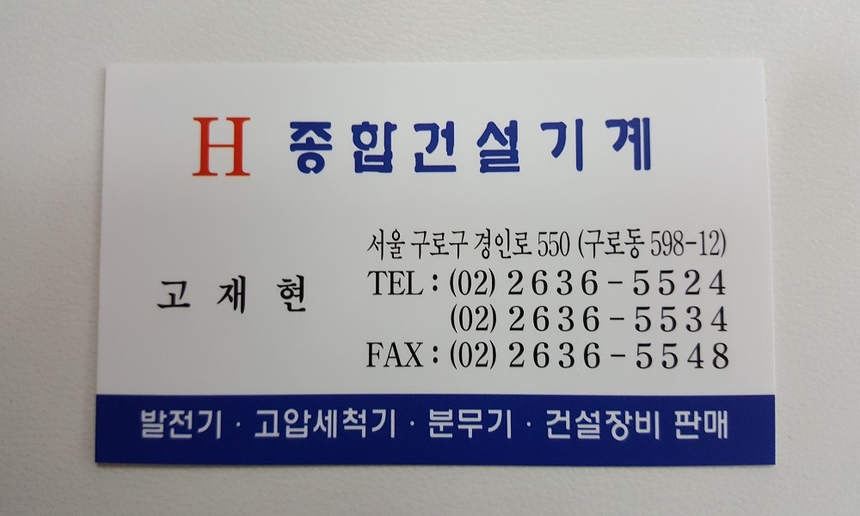 H 종합건설기계
서울 구로구 경인로 550 (구로동 598-12)
고재현
TEL : (02) 2636-5524
(02) 2636-5534
FAX : (02) 2636-5548
발전기 · 고압세척기 · 분무기 · 건설장비 판매